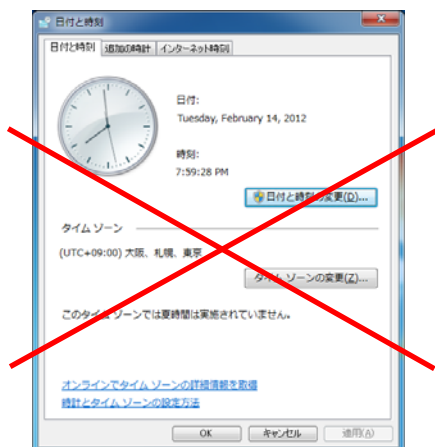 日付と時刻
日付と時刻 追加の時計 インターネット時刻
日付:
Tuesday, February 14, 2012
時刻:
7:59:28 PM
日付と時刻の変更(D)...
タイム ゾーン
(UTC+09:00) 大阪、札幌、東京
タイム ゾーンの変更(Z)...
このタイム ゾーンでは夏時間は実施されていません。
オンラインでタイム ゾーンの詳細情報を取得
時計とタイム ゾーンの設定方法
OK キャンセル 適用(A)